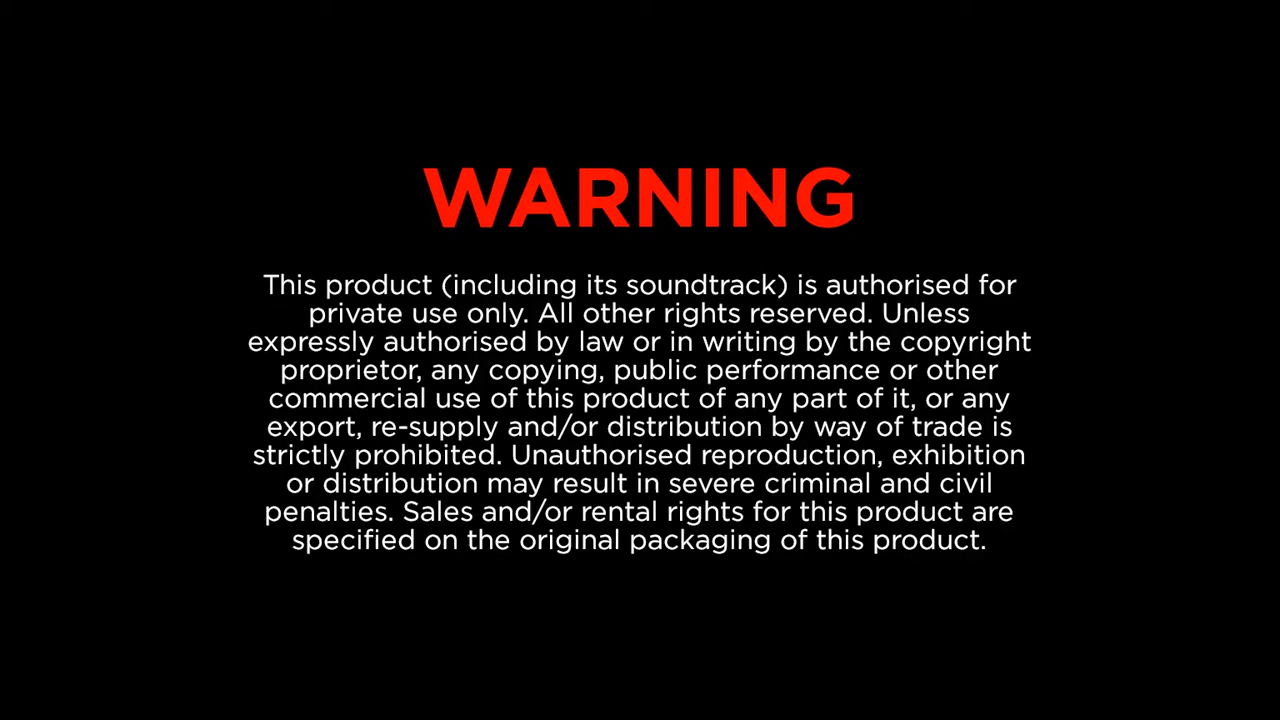 WARNING
This product (including its soundtrack) is authorised for
private use only. All other rights reserved. Unless
expressly authorised by law or in writing by the copyright
proprietor, any copying, public performance or other
commercial use of this product of any part of it, or any
export, re-supply and/or distribution by way of trade is
strictly prohibited. Unauthorised reproduction, exhibition
or distribution may result in severe criminal and civil
penalties. Sales and/or rental rights for this product are
specified on the original packaging of this product.